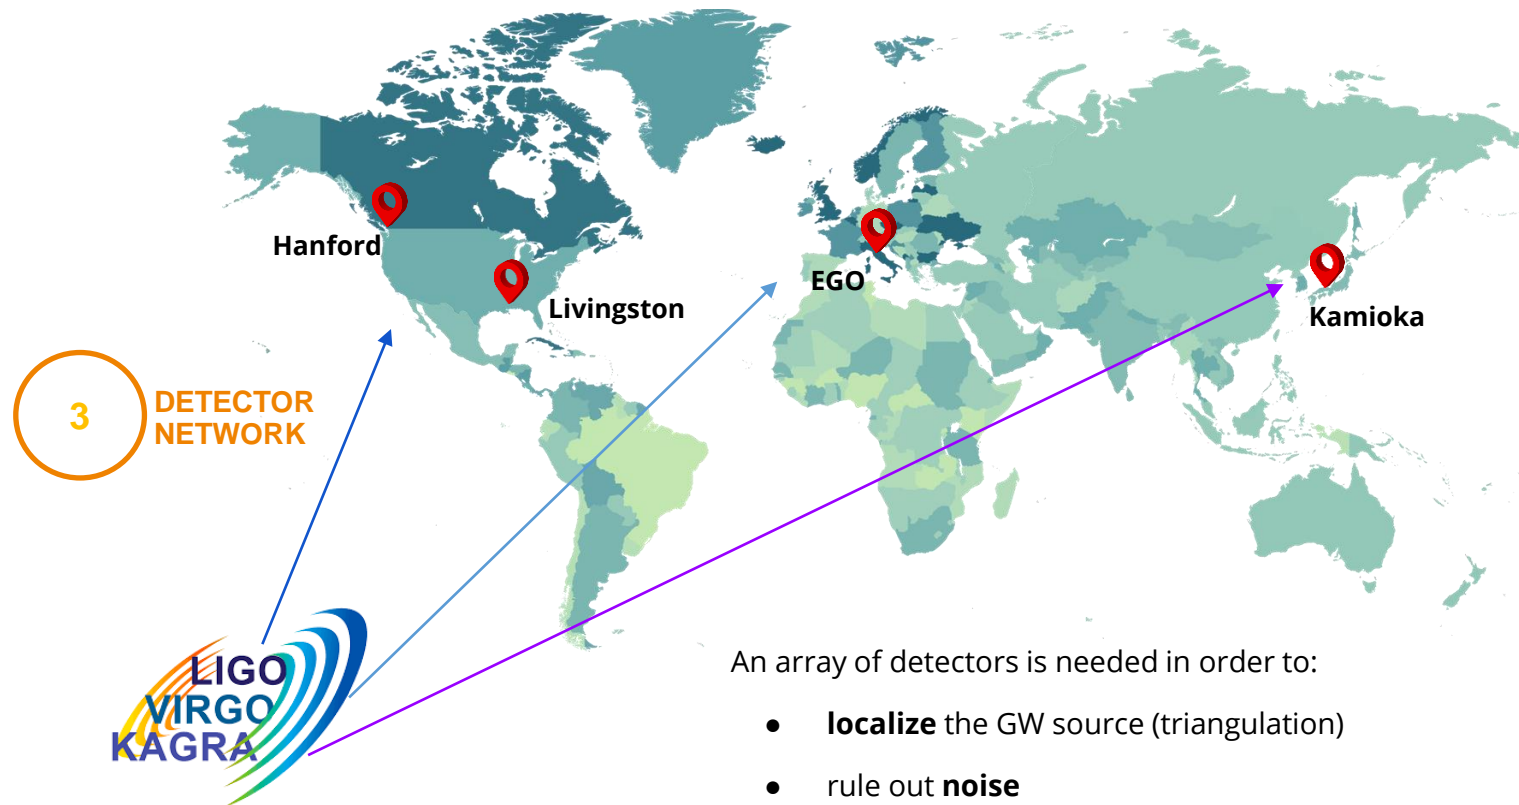 Hanford
Livingston
EGO
Kamioka
3
DETECTOR
NETWORK
LIGO
VIRGO
KAGRA
An array of detectors is needed in order to:
● localize the GW source (triangulation)
● rule out noise